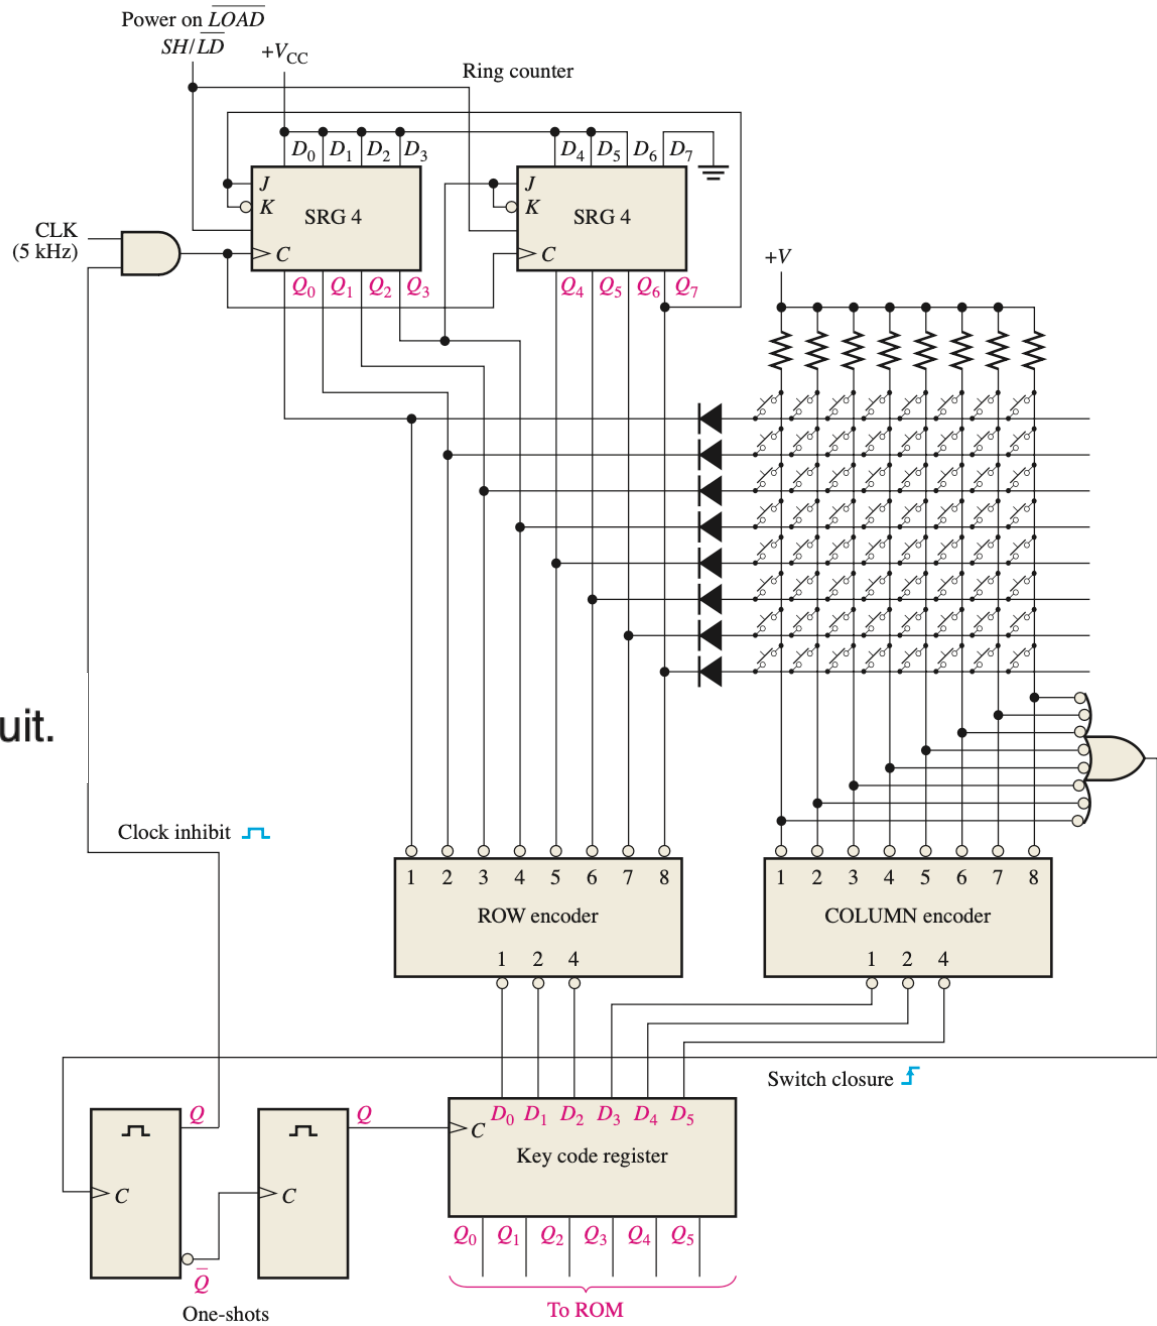 Power on LOAD
SH/LD
+VCC
Ring counter
D0 D1 D2 D3
D4 D5 D6 D7
J
K
SRG 4
C
J
K
SRG 4
C
CLK
(5 kHz)
Q0 Q1 Q2 Q3
Q4 Q5 Q6 Q7
+V
uit.
Clock inhibit
1 2 3 4 5 6 7 8
ROW encoder
1 2 4
1 2 3 4 5 6 7 8
COLUMN encoder
1 2 4
Switch closure
Q
C
Q
Q
C
D0 D1 D2 D3 D4 D5
C
Key code register
Q0 Q1 Q2 Q3 Q4 Q5
One-shots
To ROM